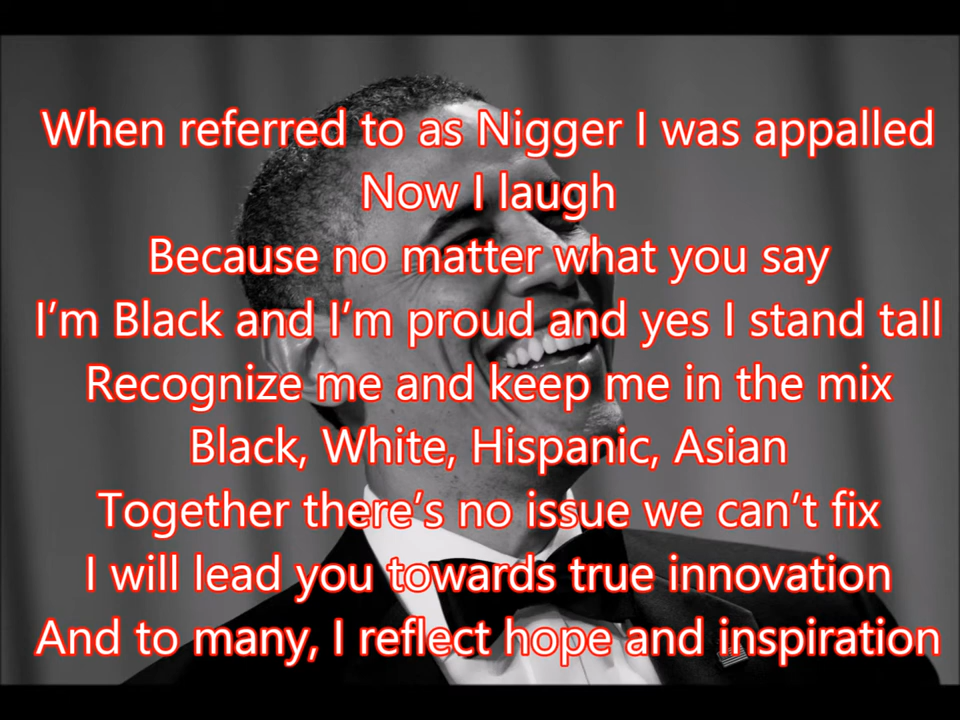 When referred to as Nigger I was appalled
Now I laugh
Because no matter what you say
I’m Black and I’m proud and yes I stand tall
Recognize me and keep me in the mix
Black, White, Hispanic, Asian
Together there’s no issue we can’t fix
I will lead you towards true innovation
And to many, I reflect hope and inspiration